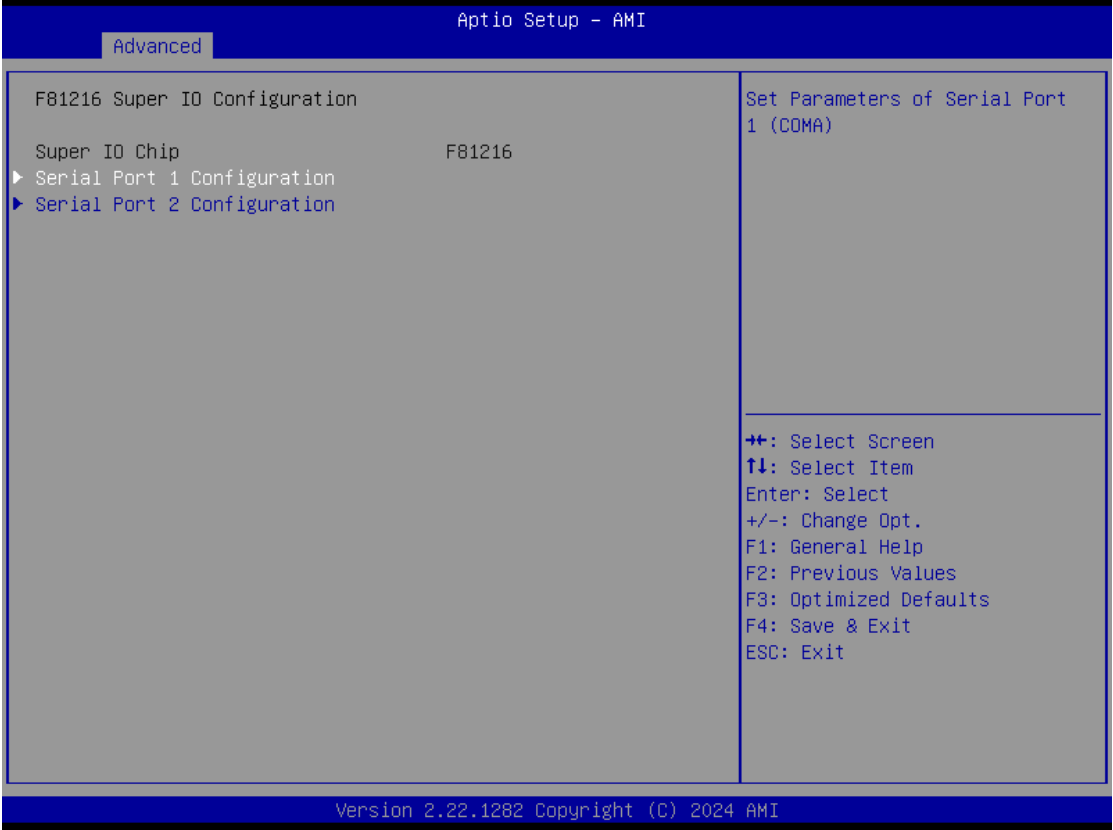 Aptio Setup – AMI
Advanced
F81216 Super IO Configuration
Super IO Chip F81216
▶ Serial Port 1 Configuration
▶ Serial Port 2 Configuration
Set Parameters of Serial Port
1 (COMA)
→←: Select Screen
↑↓: Select Item
Enter: Select
+/-: Change Opt.
F1: General Help
F2: Previous Values
F3: Optimized Defaults
F4: Save & Exit
ESC: Exit
Version 2.22.1282 Copyright (C) 2024 AMI